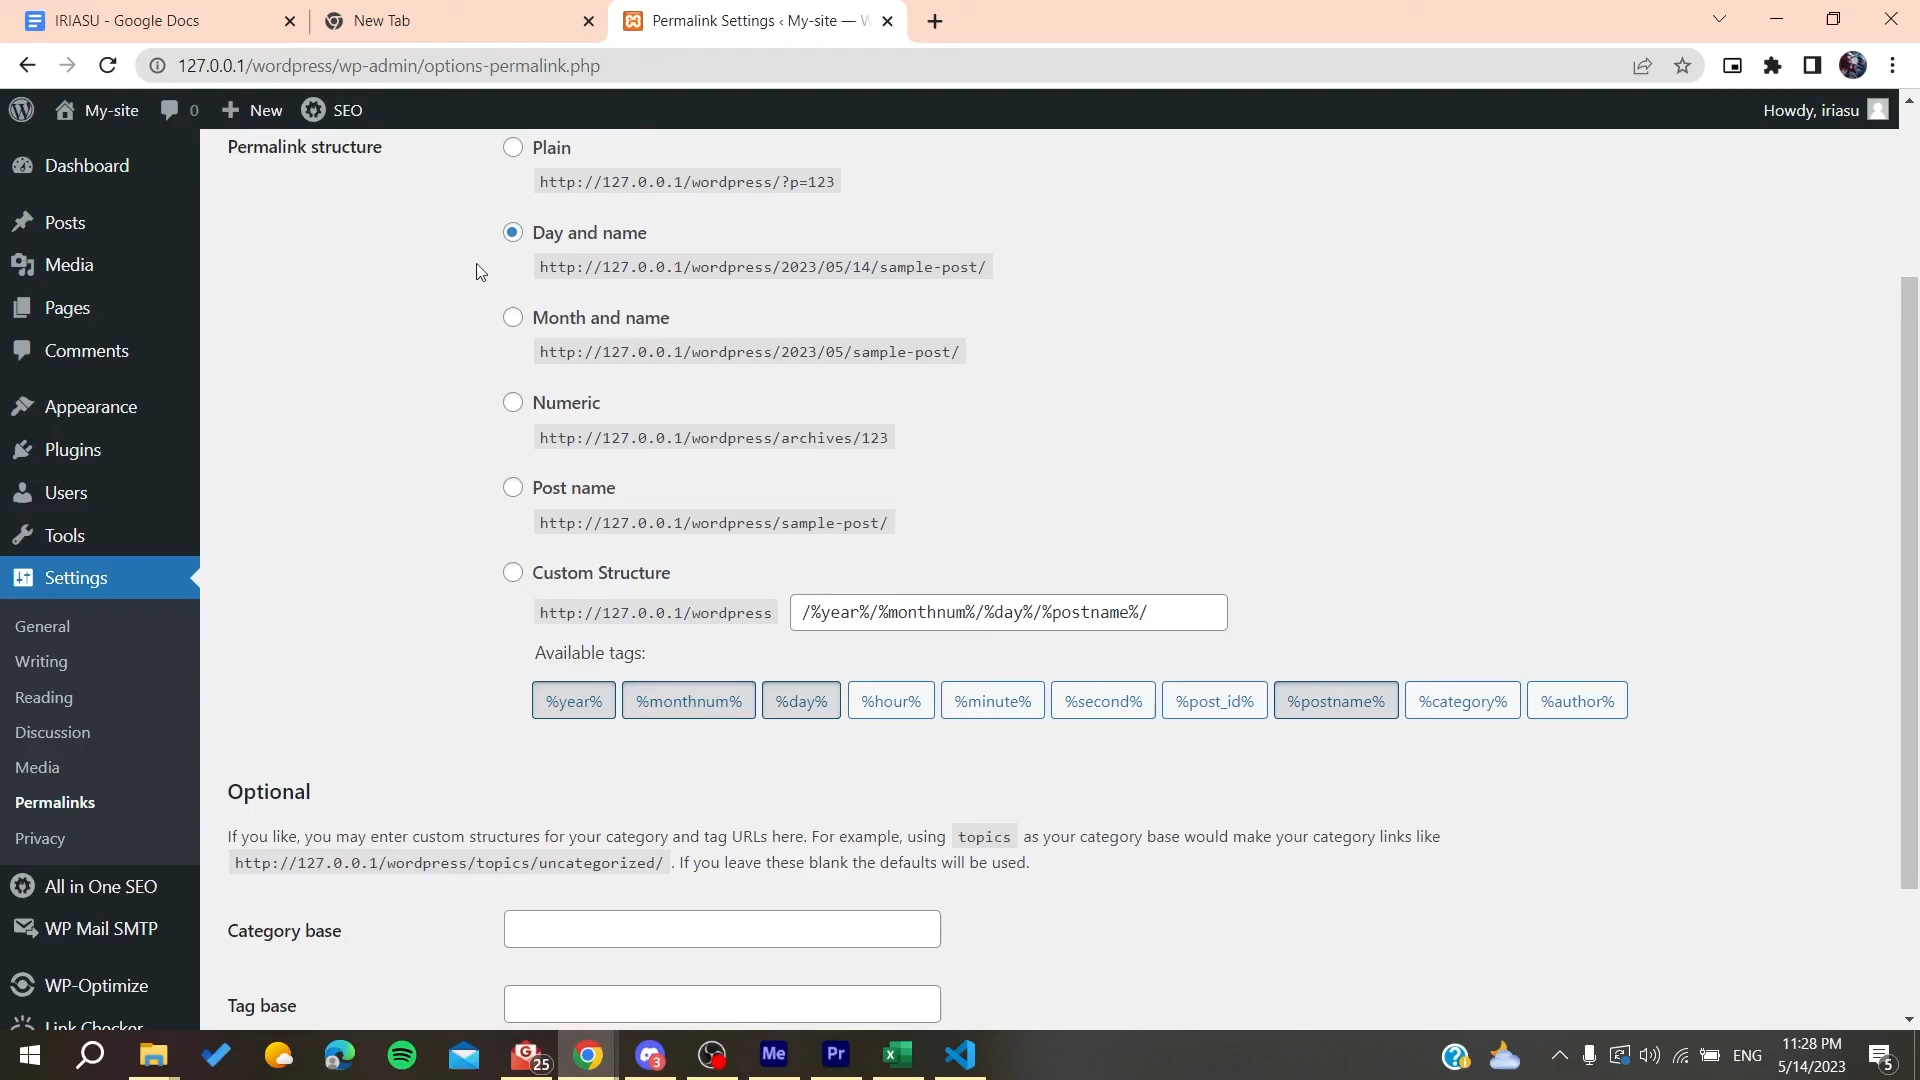 IRIASU - Google Docs
New Tab
Permalink Settings ‹ My-site — W
127.0.0.1/wordpress/wp-admin/options-permalink.php
My-site
0
New
SEO
Howdy, iriasu
Dashboard
Posts
Media
Pages
Comments
Appearance
Plugins
Users
Tools
Settings
General
Writing
Reading
Discussion
Media
Permalinks
Privacy
All in One SEO
WP Mail SMTP
WP-Optimize
Link Checker
Permalink structure
Plain
http://127.0.0.1/wordpress/?p=123
Day and name
http://127.0.0.1/wordpress/2023/05/14/sample-post/
Month and name
http://127.0.0.1/wordpress/2023/05/sample-post/
Numeric
http://127.0.0.1/wordpress/archives/123
Post name
http://127.0.0.1/wordpress/sample-post/
Custom Structure
http://127.0.0.1/wordpress /%year%/%monthnum%/%day%/%postname%/
Available tags:
%year% %monthnum% %day% %hour% %minute% %second% %post_id% %postname% %category% %author%
Optional
If you like, you may enter custom structures for your category and tag URLs here. For example, using topics as your category base would make your category links like
http://127.0.0.1/wordpress/topics/uncategorized/ . If you leave these blank the defaults will be used.
Category base
Tag base
25
3
Me
Pr
ENG
11:28 PM
5/14/2023
5